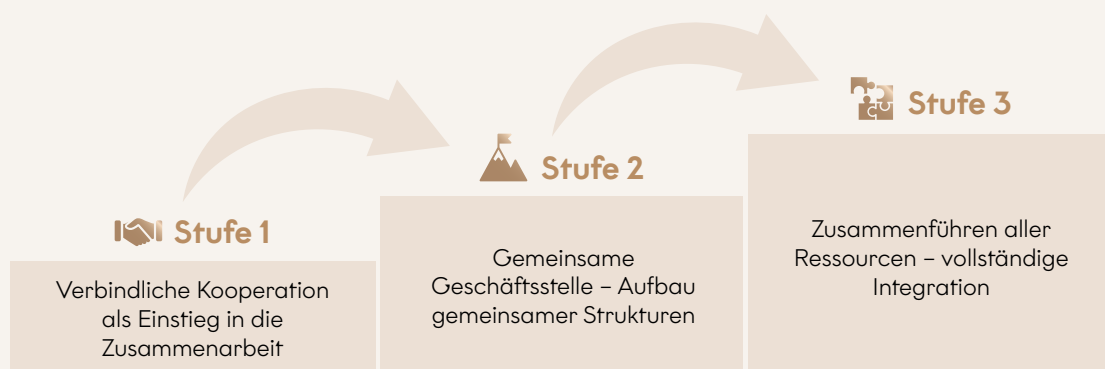 Stufe 1
Verbindliche Kooperation
als Einstieg in die
Zusammenarbeit
Stufe 2
Gemeinsame
Geschäftsstelle – Aufbau
gemeinsamer Strukturen
Stufe 3
Zusammenführen aller
Ressourcen – vollständige
Integration